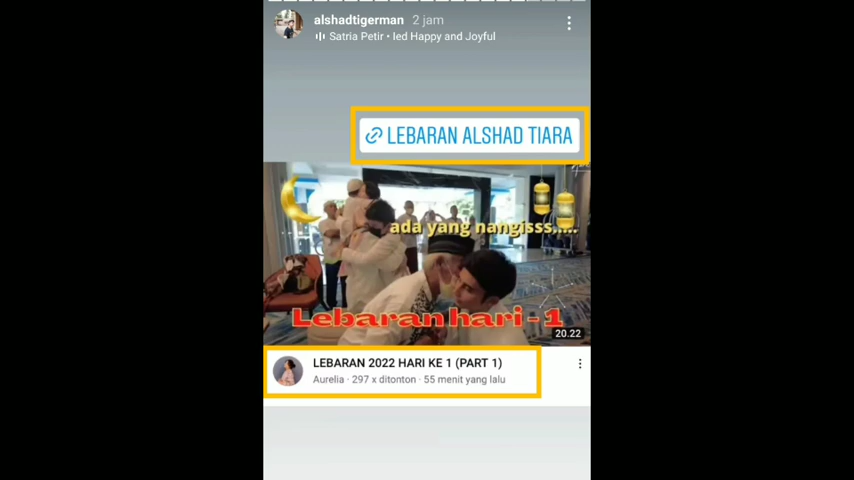 alshadtigerman 2 jam
Satria Petir • Ied Happy and Joyful
LEBARAN ALSHAD TIARA
ada yang nangisss.....
Lebaran hari - 1
20.22
LEBARAN 2022 HARI KE 1 (PART 1)
Aurelia · 297 x ditonton · 55 menit yang lalu